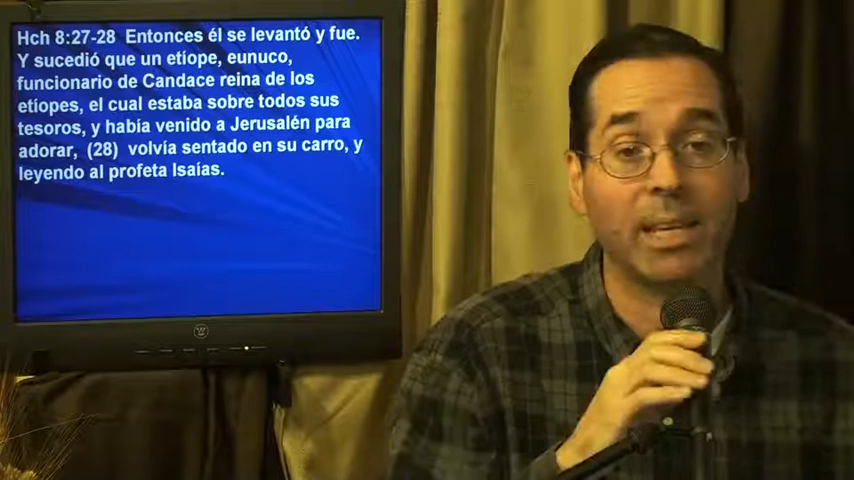 Hch 8:27-28  Entonces él se levantó y fue.
Y sucedió que un etíope, eunuco,
funcionario de Candace reina de los
etíopes, el cual estaba sobre todos sus
tesoros, y había venido a Jerusalén para
adorar,  (28)  volvía sentado en su carro, y
leyendo al profeta Isaías.